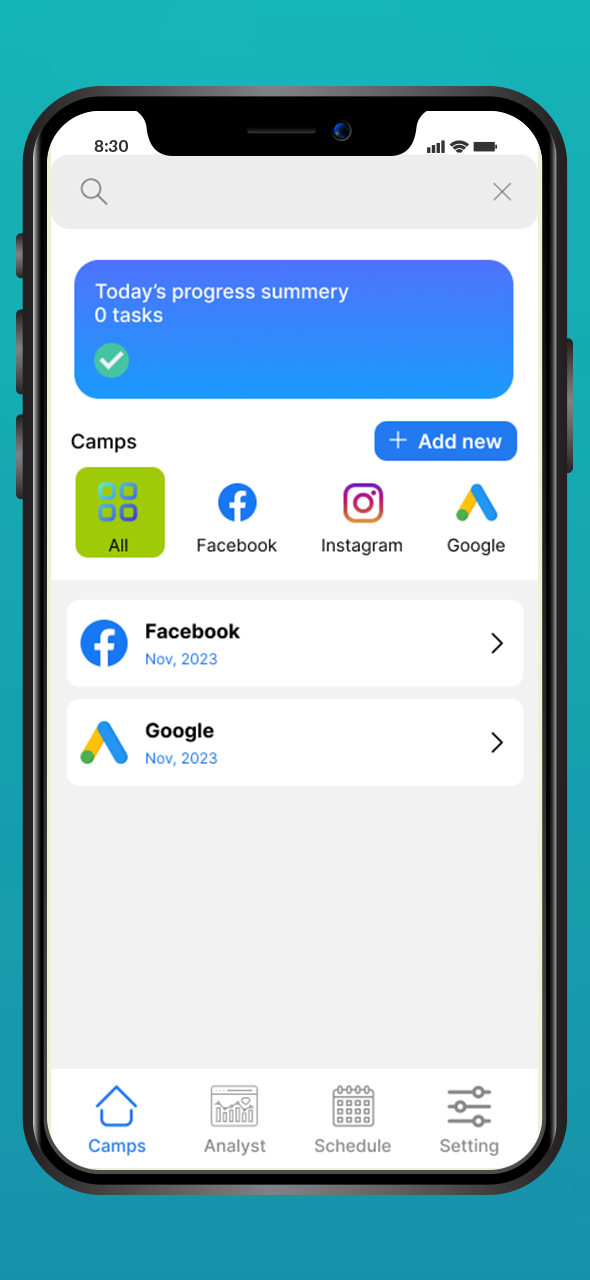 8:30
Today's progress summery
0 tasks
Camps
+ Add new
All
Facebook
Instagram
Google
Facebook
Nov, 2023
Google
Nov, 2023
Camps
Analyst
Schedule
Setting